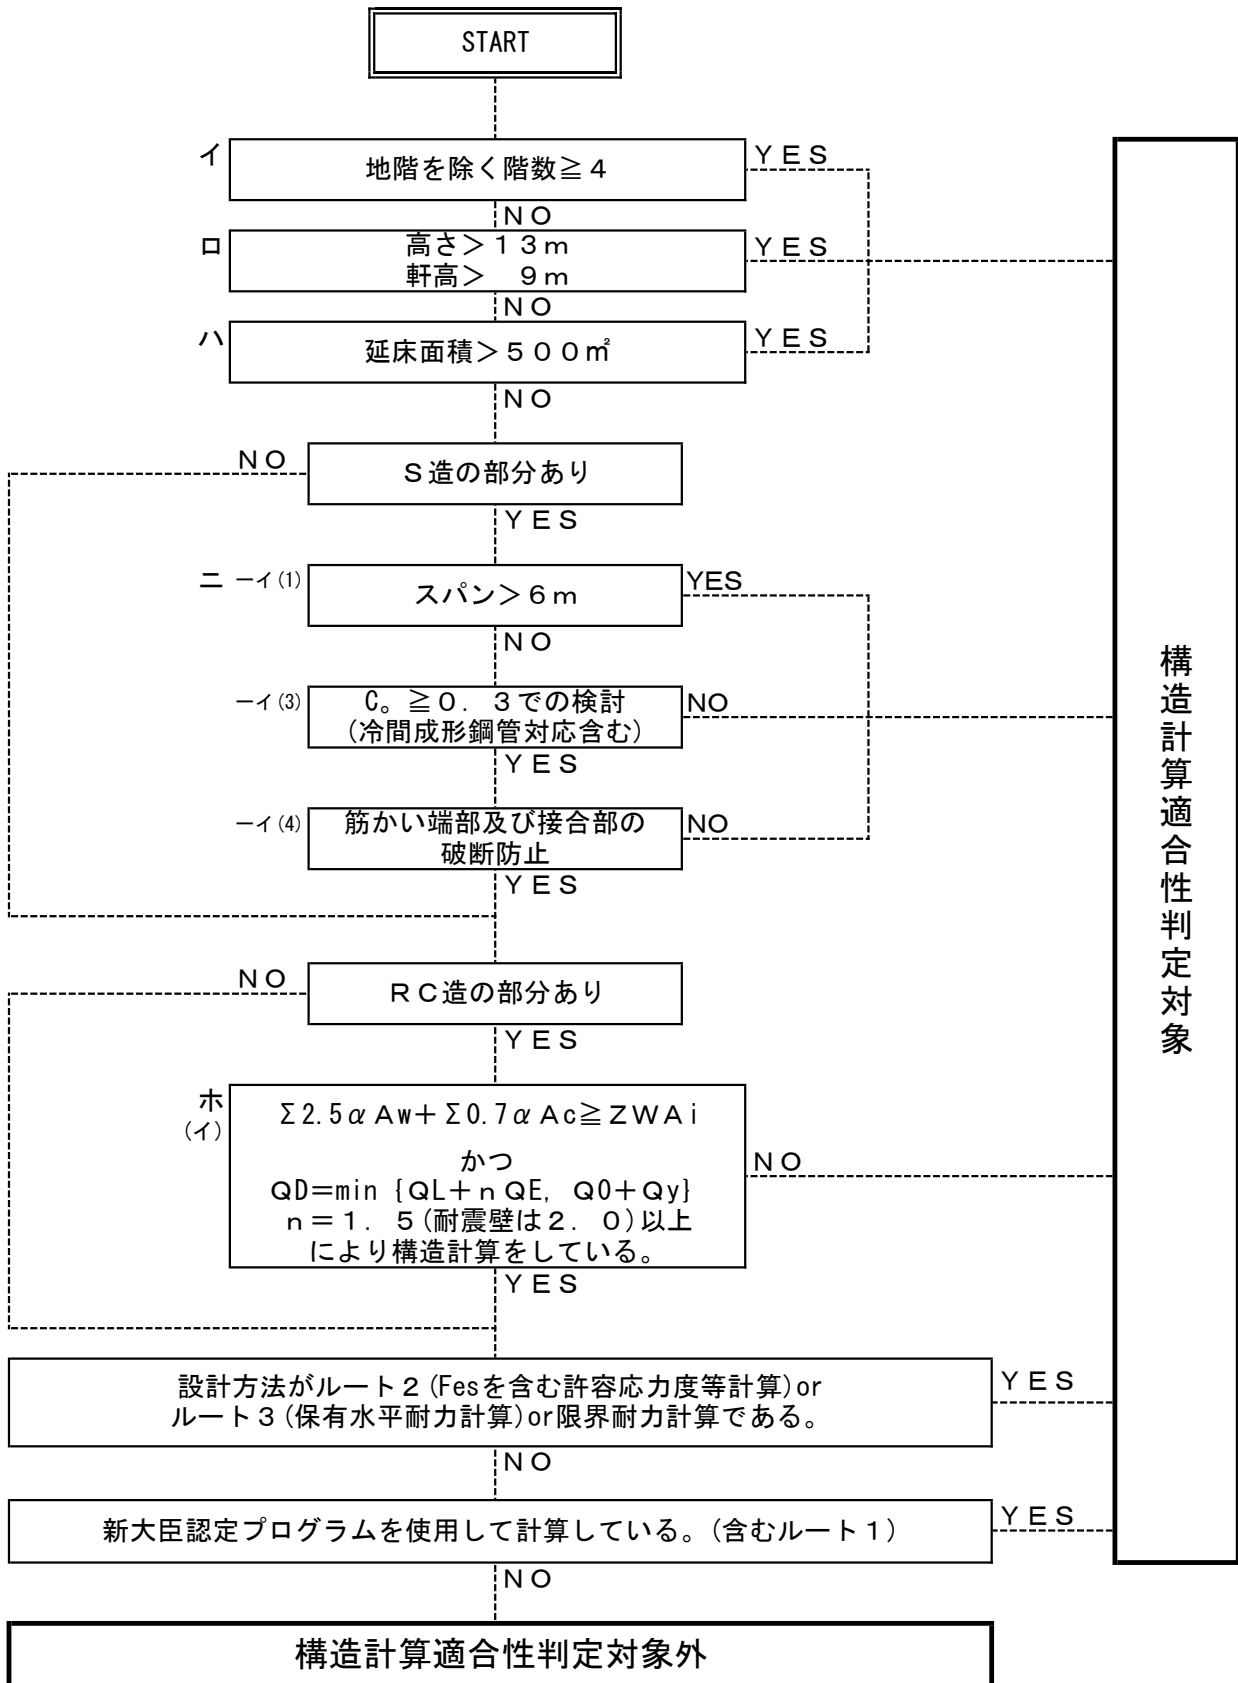 START
イ
地階を除く階数≧４
ＹＥＳ
ＮＯ
ロ
高さ＞１３ｍ
軒高＞　９ｍ
ＹＥＳ
ＮＯ
ハ
延床面積＞５００㎡
ＹＥＳ
ＮＯ
Ｓ造の部分あり
ＮＯ
ＹＥＳ
ニ ーイ(1)
スパン＞６ｍ
YES
ＮＯ
ーイ(3)
C。≧０．３での検討
(冷間成形鋼管対応含む)
NO
ＹＥＳ
ーイ(4)
筋かい端部及び接合部の
破断防止
NO
ＹＥＳ
ＲＣ造の部分あり
ＮＯ
ＹＥＳ
ホ
(イ)
Σ2.5αＡw＋Σ0.7αＡc≧ＺＷＡi
かつ
QD=min {QL＋ｎQE, Q0＋Qy}
ｎ＝１．５(耐震壁は２．０)以上
により構造計算をしている。
ＮＯ
ＹＥＳ
設計方法がルート２(Fesを含む許容応力度等計算)or
ルート３(保有水平耐力計算)or限界耐力計算である。
ＹＥＳ
ＮＯ
新大臣認定プログラムを使用して計算している。(含むルート１)
ＹＥＳ
ＮＯ
構造計算適合性判定対象外
構造計算適合性判定対象